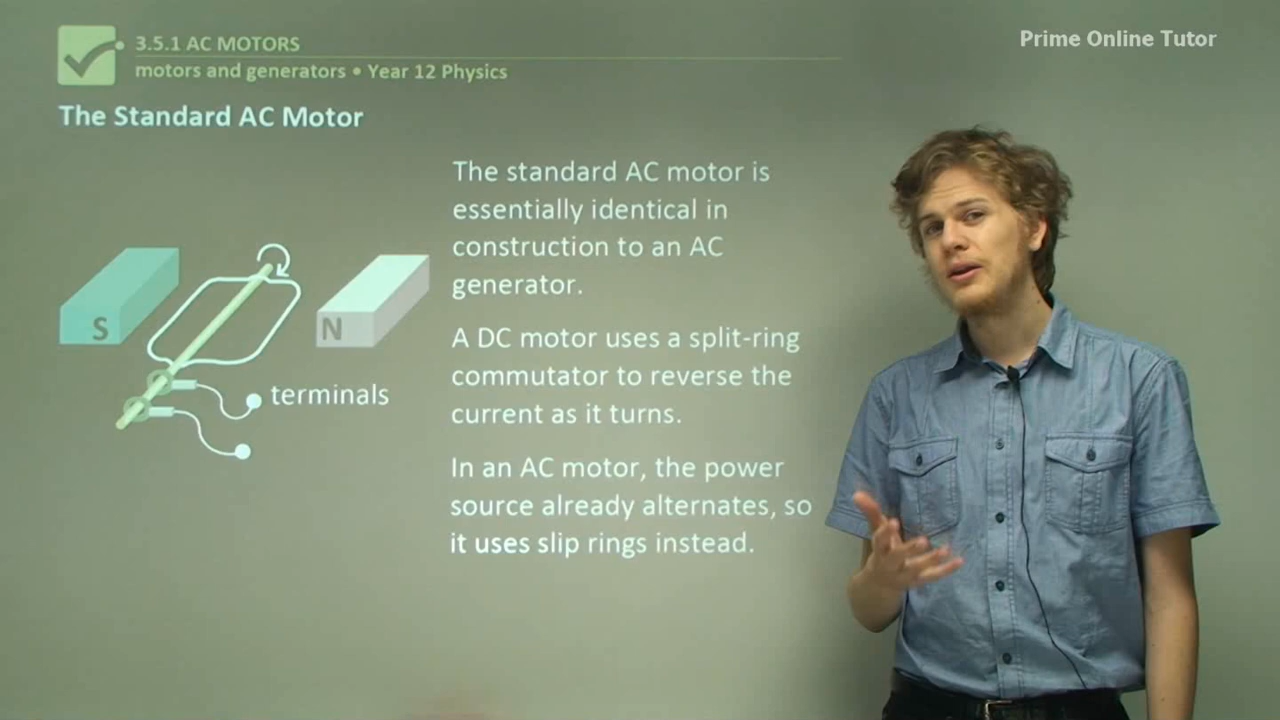 3.5.1 AC MOTORS
motors and generators • Year 12 Physics
Prime Online Tutor
The Standard AC Motor
The standard AC motor is
essentially identical in
construction to an AC
generator.
A DC motor uses a split-ring
commutator to reverse the
current as it turns.
In an AC motor, the power
source already alternates, so
it uses slip rings instead.
S
N
terminals